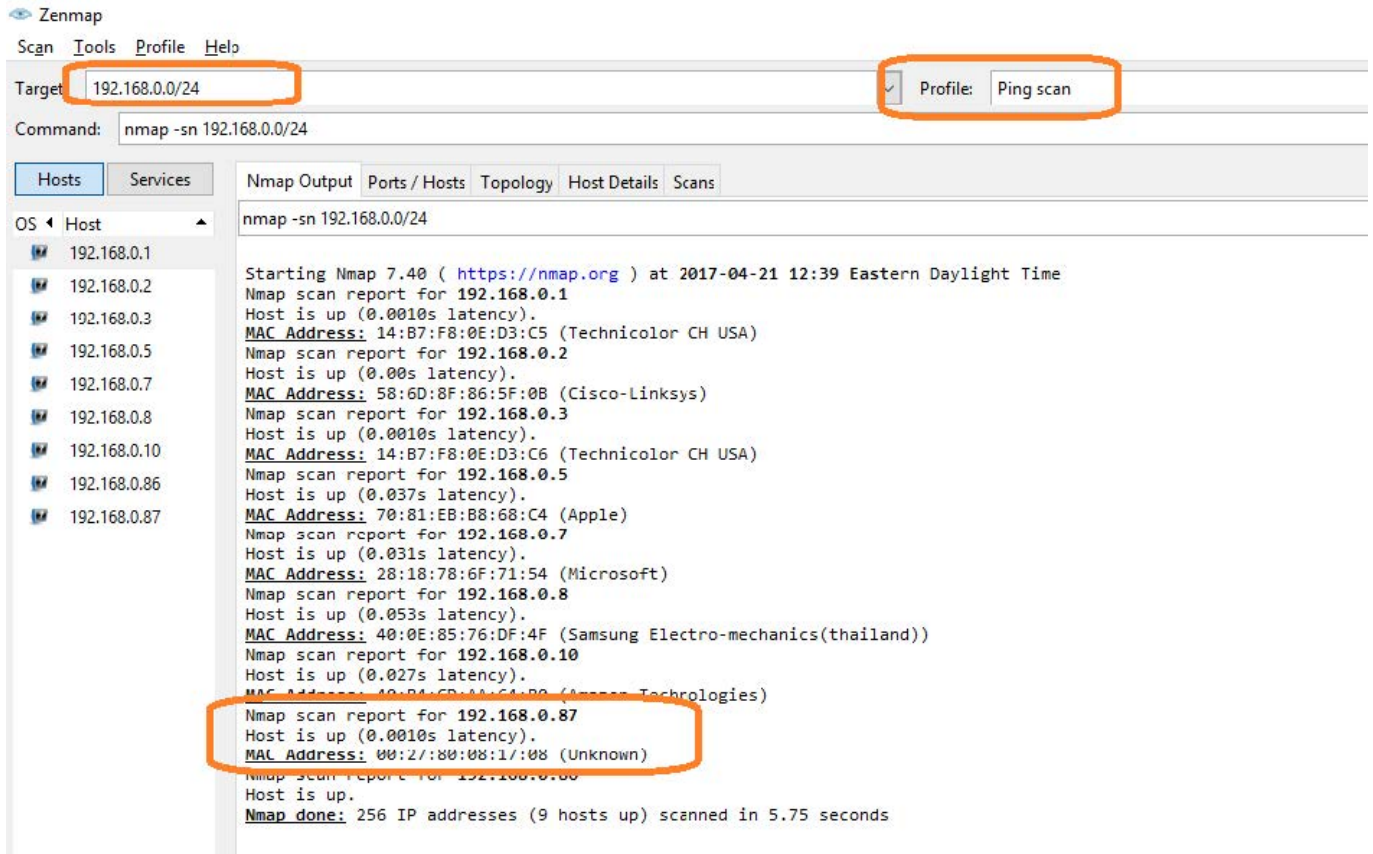 Zenmap
Scan Tools Profile Help
Target 192.168.0.0/24 Profile: Ping scan
Command: nmap -sn 192.168.0.0/24
Hosts Services
OS Host
192.168.0.1
192.168.0.2
192.168.0.3
192.168.0.5
192.168.0.7
192.168.0.8
192.168.0.10
192.168.0.86
192.168.0.87
Nmap Output Ports / Hosts Topology Host Details Scans
nmap -sn 192.168.0.0/24
Starting Nmap 7.40 ( https://nmap.org ) at 2017-04-21 12:39 Eastern Daylight Time
Nmap scan report for 192.168.0.1
Host is up (0.0010s latency).
MAC Address: 14:B7:F8:0E:D3:C5 (Technicolor CH USA)
Nmap scan report for 192.168.0.2
Host is up (0.00s latency).
MAC Address: 58:6D:8F:86:5F:0B (Cisco-Linksys)
Nmap scan report for 192.168.0.3
Host is up (0.0010s latency).
MAC Address: 14:B7:F8:0E:D3:C6 (Technicolor CH USA)
Nmap scan report for 192.168.0.5
Host is up (0.037s latency).
MAC Address: 70:81:EB:B8:68:C4 (Apple)
Nmap scan report for 192.168.0.7
Host is up (0.031s latency).
MAC Address: 28:18:78:6F:71:54 (Microsoft)
Nmap scan report for 192.168.0.8
Host is up (0.053s latency).
MAC Address: 40:0E:85:76:DF:4F (Samsung Electro-mechanics(thailand))
Nmap scan report for 192.168.0.10
Host is up (0.027s latency).
MAC Address: (Amazon Technologies)
Nmap scan report for 192.168.0.87
Host is up (0.0010s latency).
MAC Address: 00:27:80:08:17:08 (Unknown)
Nmap scan report for 192.168.0.86
Host is up.
Nmap done: 256 IP addresses (9 hosts up) scanned in 5.75 seconds